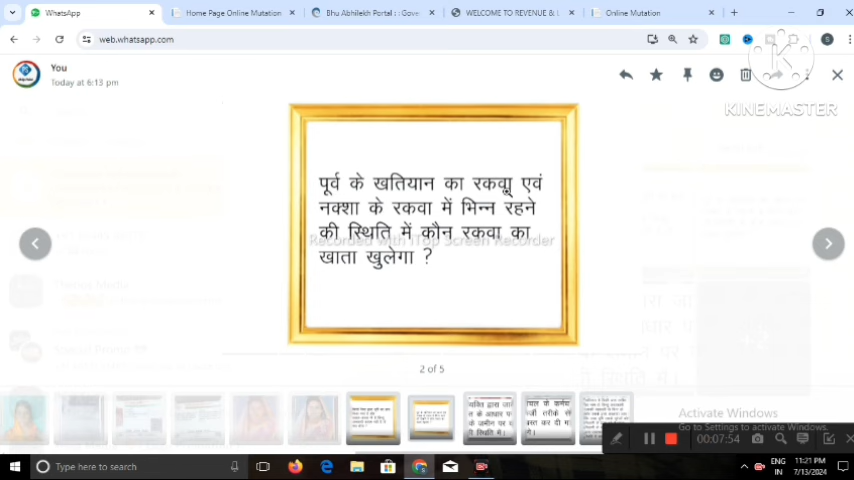 WhatsApp
Home Page Online Mutation
Bhu Abhilekh Portal : : Gove
WELCOME TO REVENUE & L
Online Mutation
web.whatsapp.com
You
Today at 6:13 pm
KINEMASTER
पूर्व के खतियान का रकवा एवं
नक्शा के रकवा में भिन्न रहने
की स्थिति में कौन रकवा का
Recorded with iTop Screen Recorder
खाता खुलेगा ?
2 of 5
Activate Windows
Go to Settings to activate Windows.
00:07:54
Type here to search
ENG
IN
11:21 PM
7/13/2024